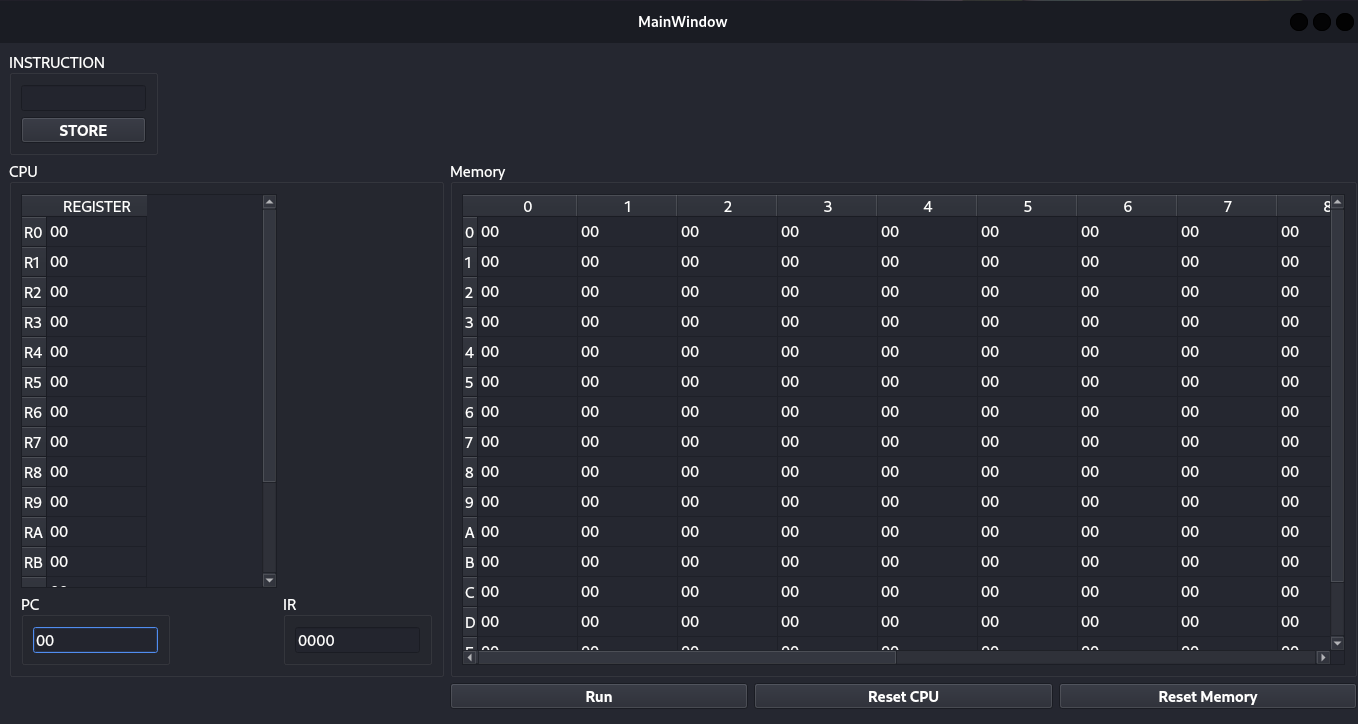 MainWindow
INSTRUCTION
STORE
CPU
REGISTER
R0 00
R1 00
R2 00
R3 00
R4 00
R5 00
R6 00
R7 00
R8 00
R9 00
RA 00
RB 00
PC
00
IR
0000
Memory
0 1 2 3 4 5 6 7 8
0 00 00 00 00 00 00 00 00 00
1 00 00 00 00 00 00 00 00 00
2 00 00 00 00 00 00 00 00 00
3 00 00 00 00 00 00 00 00 00
4 00 00 00 00 00 00 00 00 00
5 00 00 00 00 00 00 00 00 00
6 00 00 00 00 00 00 00 00 00
7 00 00 00 00 00 00 00 00 00
8 00 00 00 00 00 00 00 00 00
9 00 00 00 00 00 00 00 00 00
A 00 00 00 00 00 00 00 00 00
B 00 00 00 00 00 00 00 00 00
C 00 00 00 00 00 00 00 00 00
D 00 00 00 00 00 00 00 00 00
Run Reset CPU Reset Memory